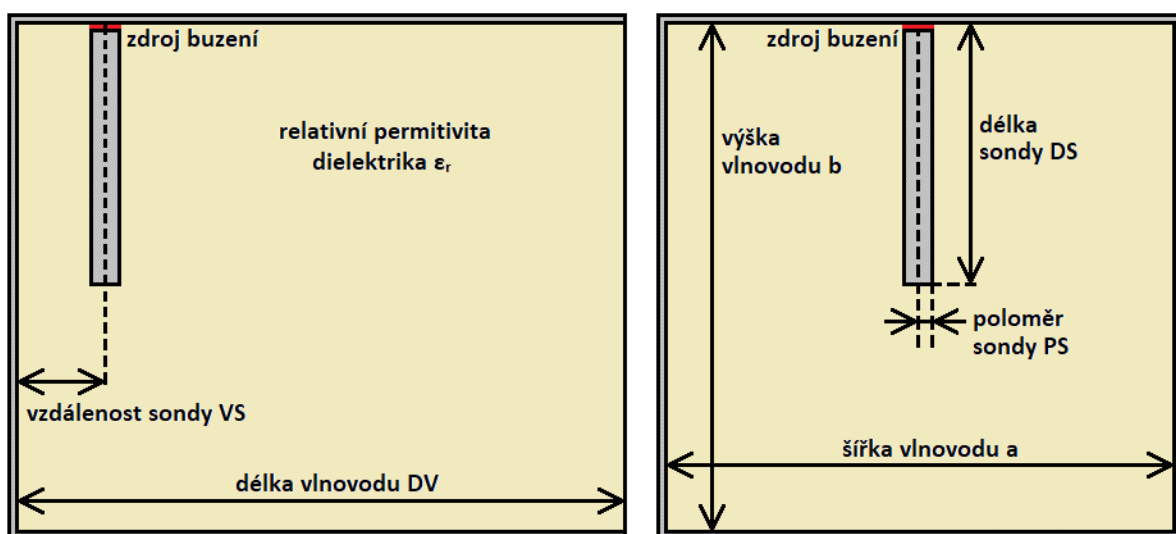 zdroj buzení
relativní permitivita
dielektrika εᵣ
vzdálenost sondy VS
délka vlnovodu DV
zdroj buzení
výška
vlnovodu b
délka
sondy DS
poloměr
sondy PS
šířka vlnovodu a